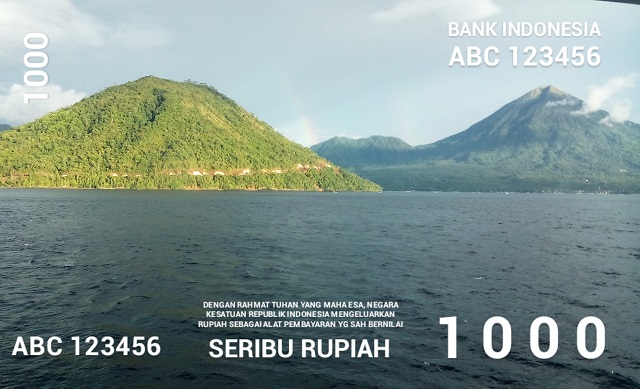 1000
BANK INDONESIA
ABC 123456
DENGAN RAHMAT TUHAN YANG MAHA ESA, NEGARA
KESATUAN REPUBLIK INDONESIA MENGELUARKAN
RUPIAH SEBAGAI ALAT PEMBAYARAN YG SAH BERNILAI
ABC 123456
SERIBU RUPIAH
1000